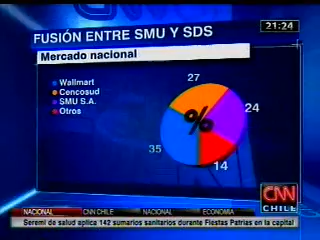 21:24
FUSIÓN ENTRE SMU Y SDS
Mercado nacional
Wallmart
Cencosud
SMU S.A.
Otros
27
24
35
14
%
CNN
CHILE
NACIONAL CNN CHILE NACIONAL ECONOMIA
Seremi de salud aplica 142 sumarios sanitarios durante Fiestas Patrias en la capital